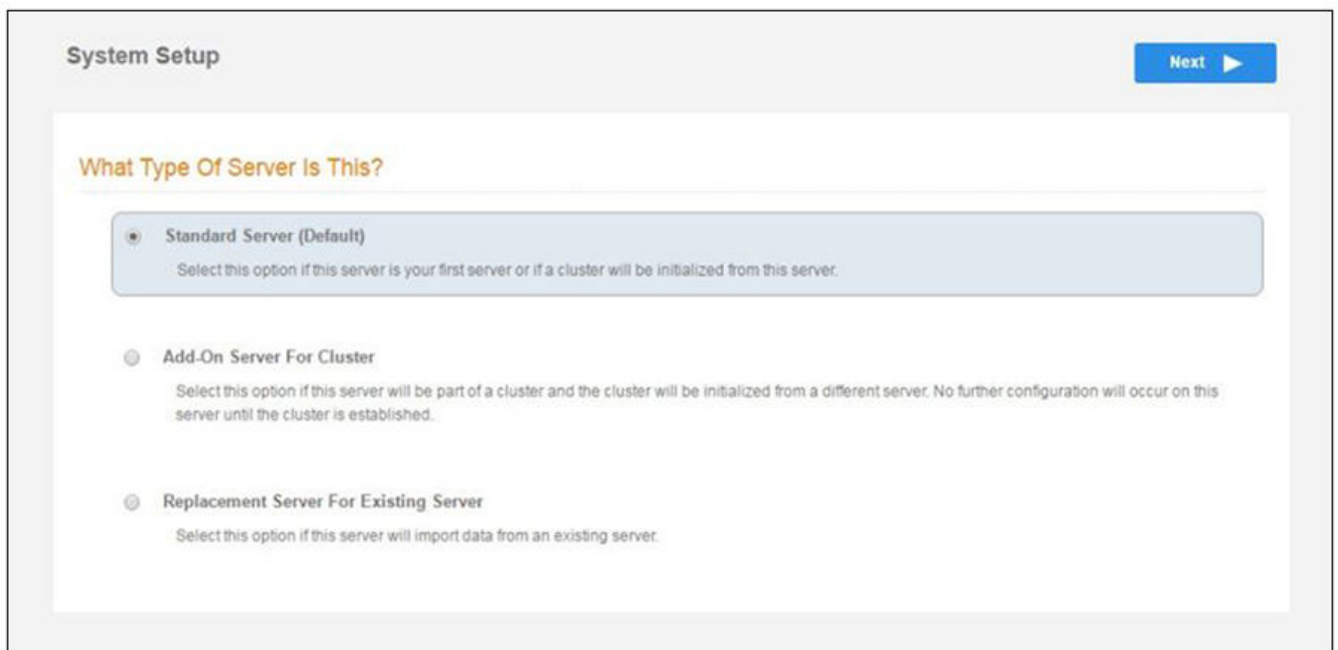 System Setup
Next
What Type Of Server Is This?
Standard Server (Default)
Select this option if this server is your first server or if a cluster will be initialized from this server.
Add-On Server For Cluster
Select this option if this server will be part of a cluster and the cluster will be initialized from a different server. No further configuration will occur on this
server until the cluster is established.
Replacement Server For Existing Server
Select this option if this server will import data from an existing server.